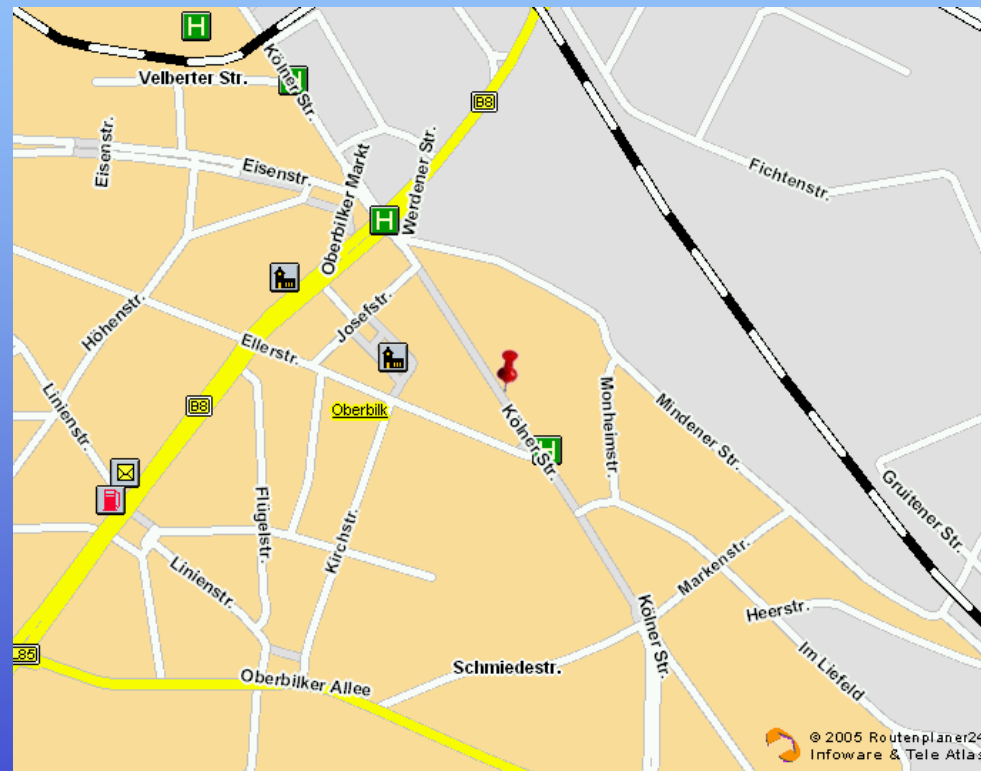 H
Kölner Str.
H
Velberter Str.
B8
Eisenstr.
Eisenstr.
Fichtenstr.
Oberbilker Markt
Werdener Str.
H
Höhenstr.
Josefstr.
Ellerstr.
Linienstr.
B8
Oberbilk
Kölner Str.
H
Monheimstr.
Mindener Str.
Gruitener Str.
Flügelstr.
Kirchstr.
Linienstr.
Markenstr.
Heerstr.
Kölner Str.
Im Liefeld
L85
Oberbilker Allee
Schmiedestr.
© 2005 Routenplaner24
Infoware & Tele Atlas